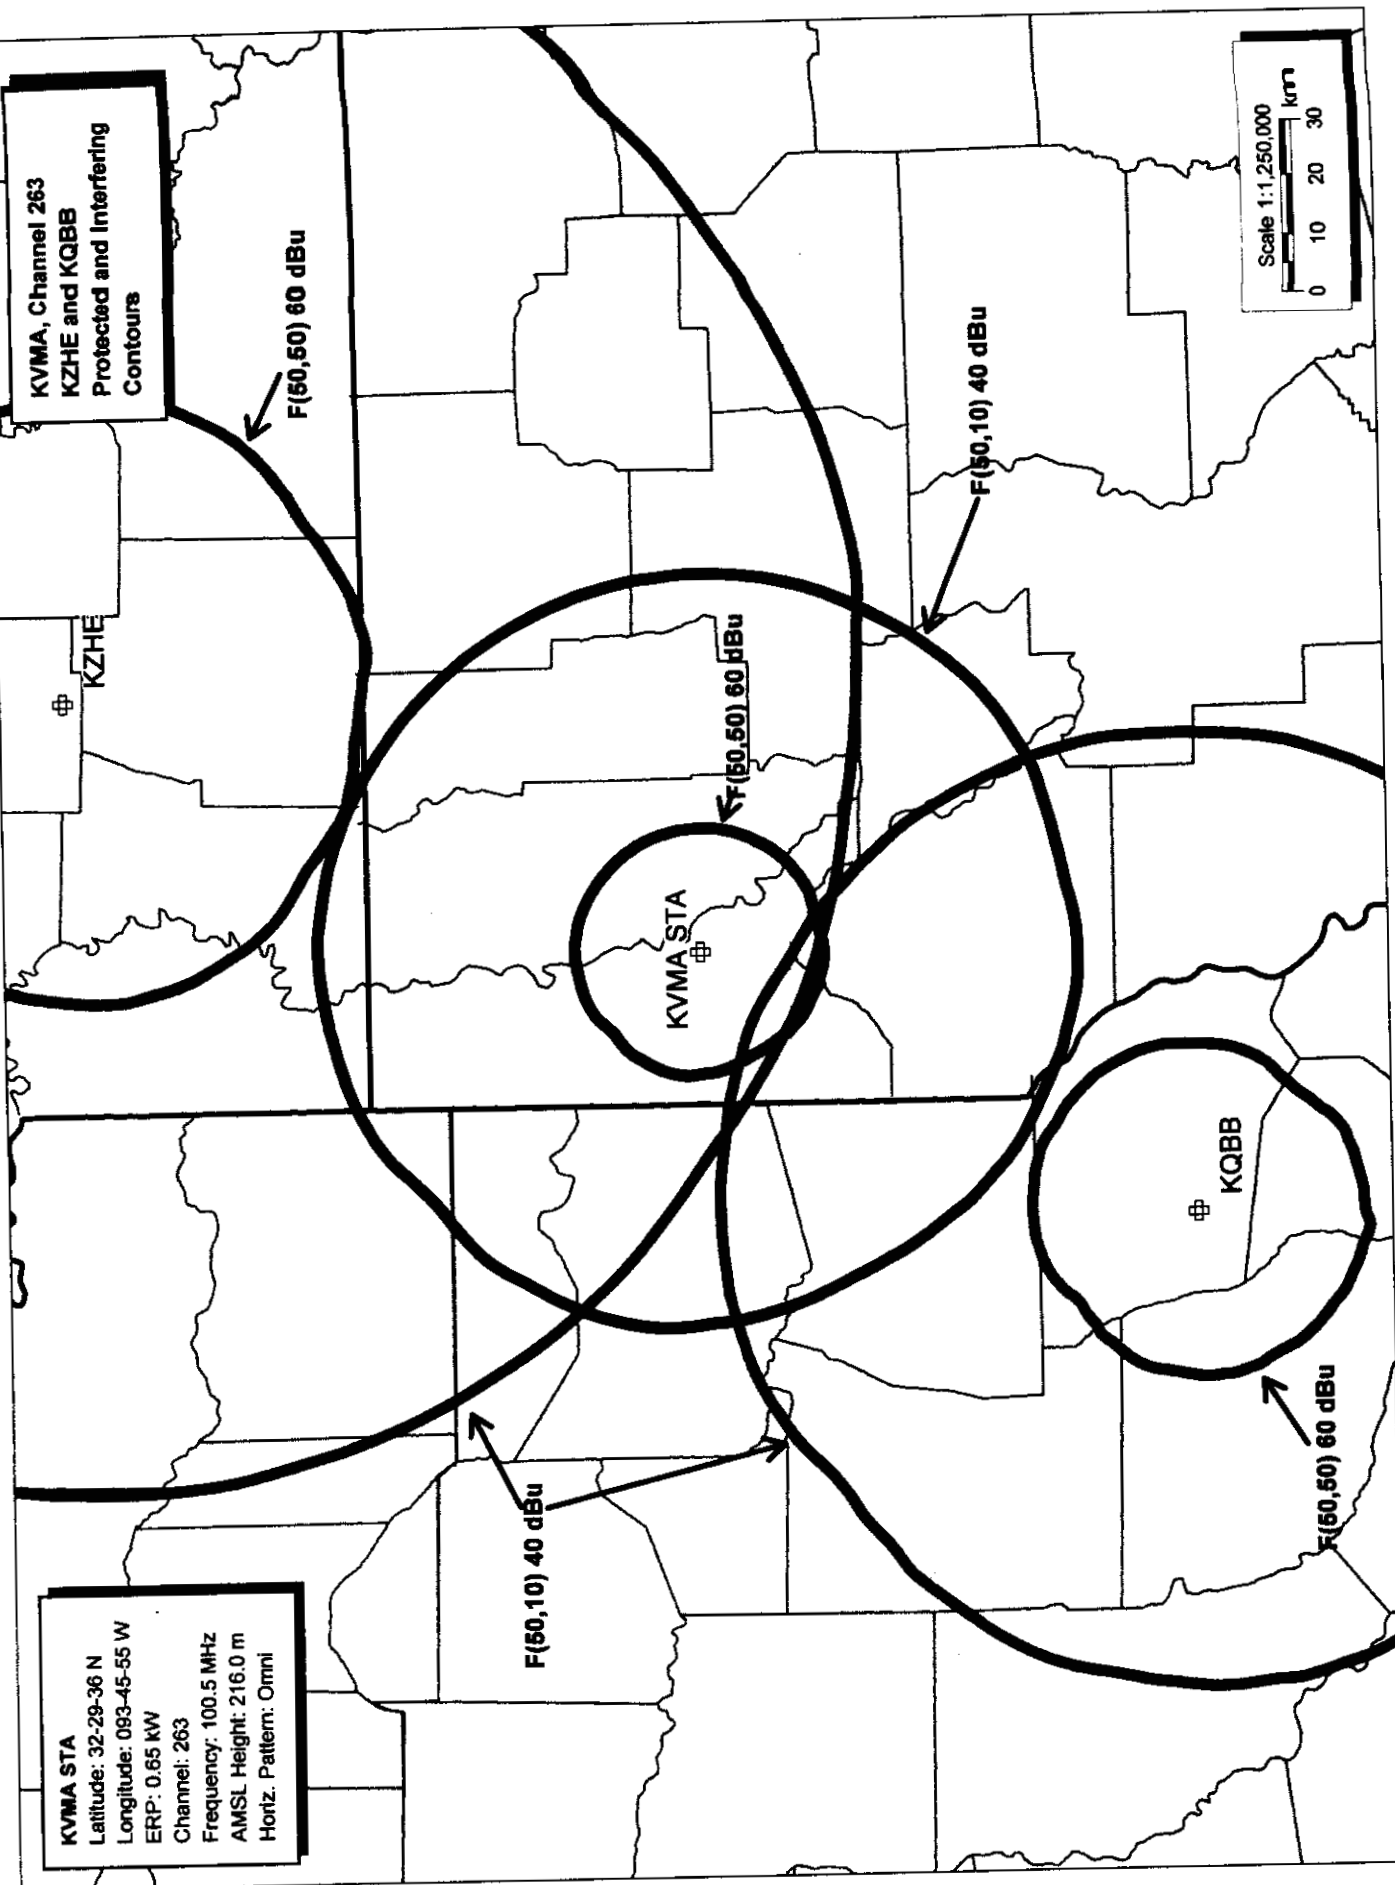 KVMA, Channel 263
KZHE and KQBB
Protected and Interfering
Contours
F(50,50) 60 dBu
KZHE
F(50,50) 60 dBu
KVMA STA
F(50,10) 40 dBu
Scale 1:1,250,000
0 10 20 30 km
KVMA STA
Latitude: 32-29-36 N
Longitude: 093-45-55 W
ERP: 0.65 kW
Channel: 263
Frequency: 100.5 MHz
AMSL Height: 216.0 m
Horiz. Pattern: Omni
F(50,10) 40 dBu
KQBB
F(50,50) 60 dBu